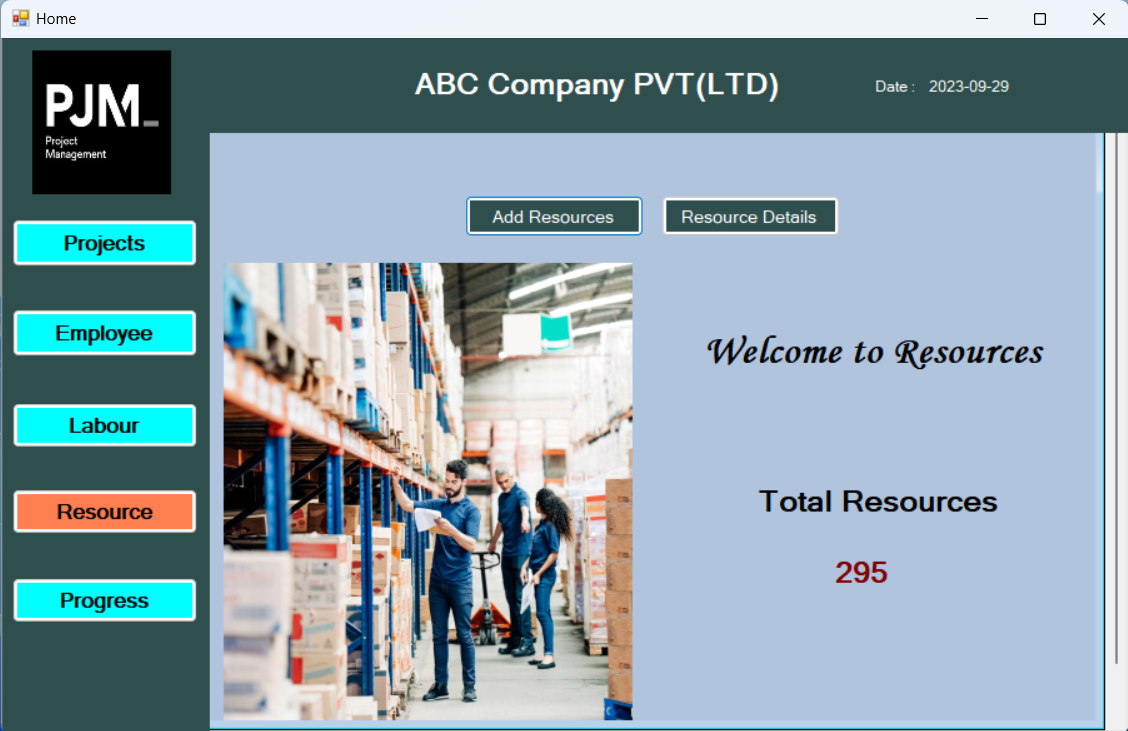 Home
PJM_
Project
Management
ABC Company PVT(LTD)
Date : 2023-09-29
Projects
Employee
Labour
Resource
Progress
Add Resources
Resource Details
Welcome to Resources
Total Resources
295